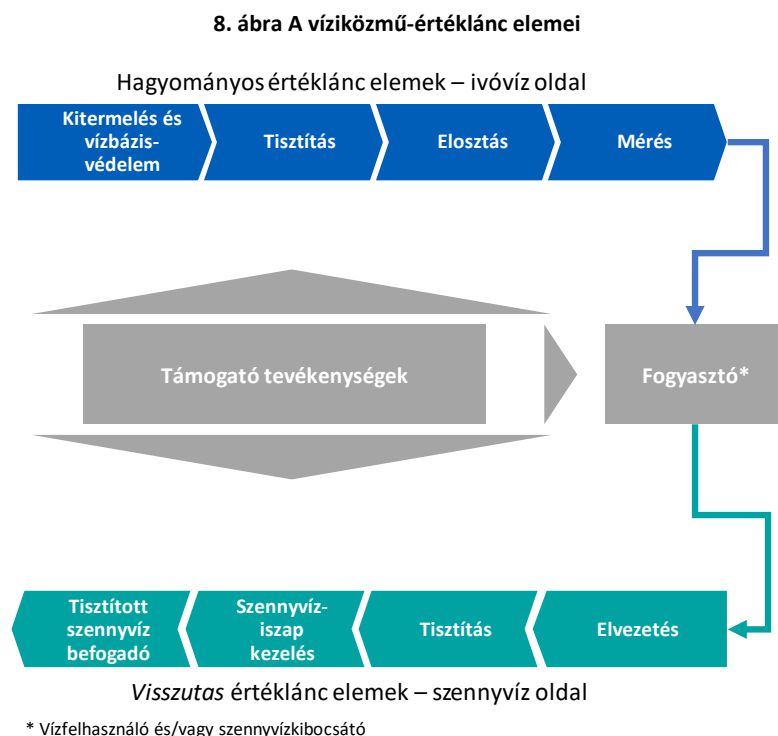 8. ábra A víziközmű-értéklánc elemei
Hagyományos értéklánc elemek – ivóvíz oldal
Kitermelés és
vízbázis-
védelem
Tisztítás
Elosztás
Mérés
Támogató tevékenységek
Fogyasztó*
Tisztított
szennyvíz
befogadó
Szennyvíz-
iszap
kezelés
Tisztítás
Elvezetés
Visszutas értéklánc elemek – szennyvíz oldal
* Vízfelhasználó és/vagy szennyvízkibocsátó